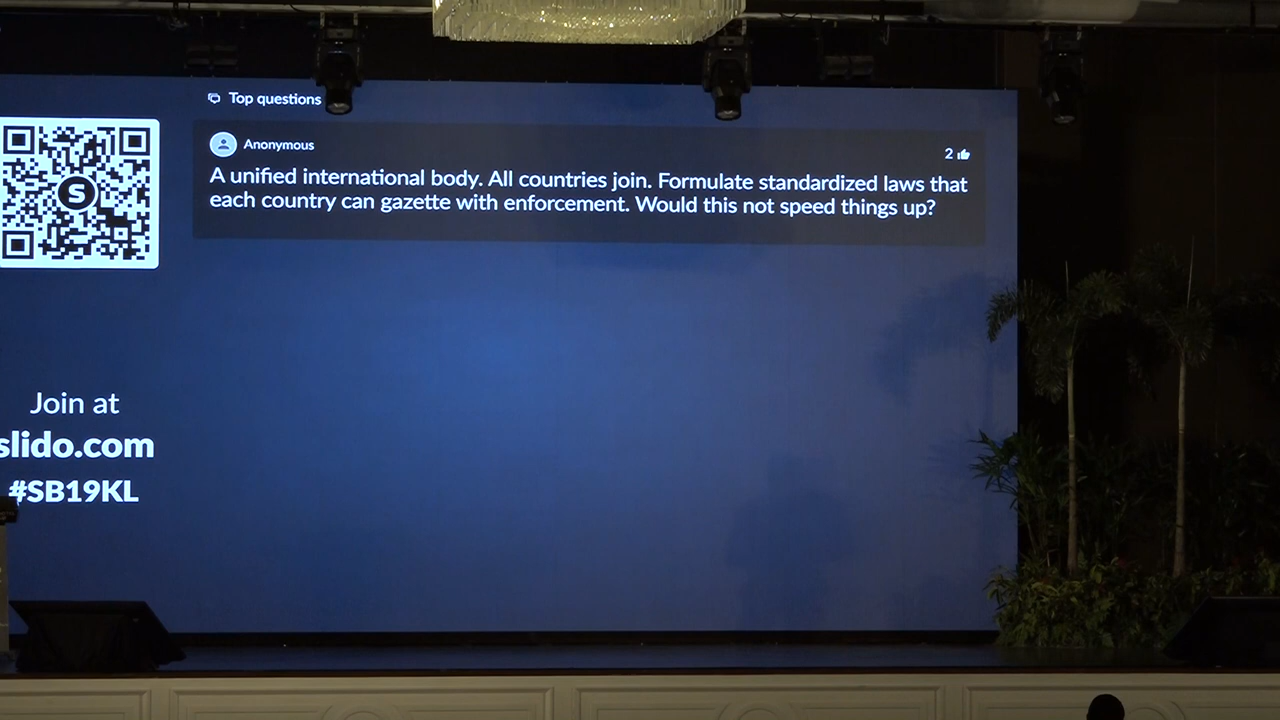 Top questions
Anonymous
2
A unified international body. All countries join. Formulate standardized laws that
each country can gazette with enforcement. Would this not speed things up?
S
Join at
slido.com
#SB19KL